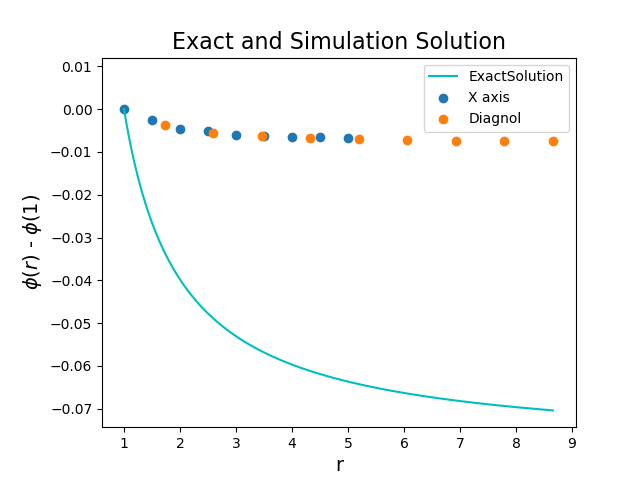 Exact and Simulation Solution
0.01
0.00
−0.01
−0.02
−0.03
−0.04
−0.05
−0.06
−0.07
ϕ(r) - ϕ(1)
ExactSolution
X axis
Diagnol
1 2 3 4 5 6 7 8 9
r